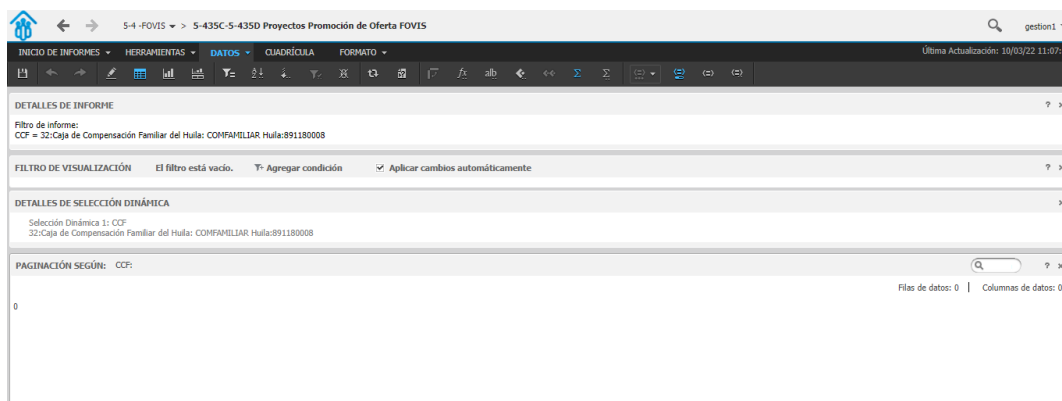 5-4 -FOVIS > 5-435C-5-435D Proyectos Promoción de Oferta FOVIS
gestion1
INICIO DE INFORMES HERRAMIENTAS DATOS CUADRÍCULA FORMATO Última Actualización: 10/03/22 11:07:
DETALLES DE INFORME ?
Filtro de informe:
CCF = 32:Caja de Compensación Familiar del Huila: COMFAMILIAR Huila:891180008
FILTRO DE VISUALIZACIÓN El filtro está vacío. Agregar condición Aplicar cambios automáticamente ?
DETALLES DE SELECCIÓN DINÁMICA
Selección Dinámica 1: CCF
32:Caja de Compensación Familiar del Huila: COMFAMILIAR Huila:891180008
PAGINACIÓN SEGÚN: CCF: ?
Filas de datos: 0 | Columnas de datos: 0
0